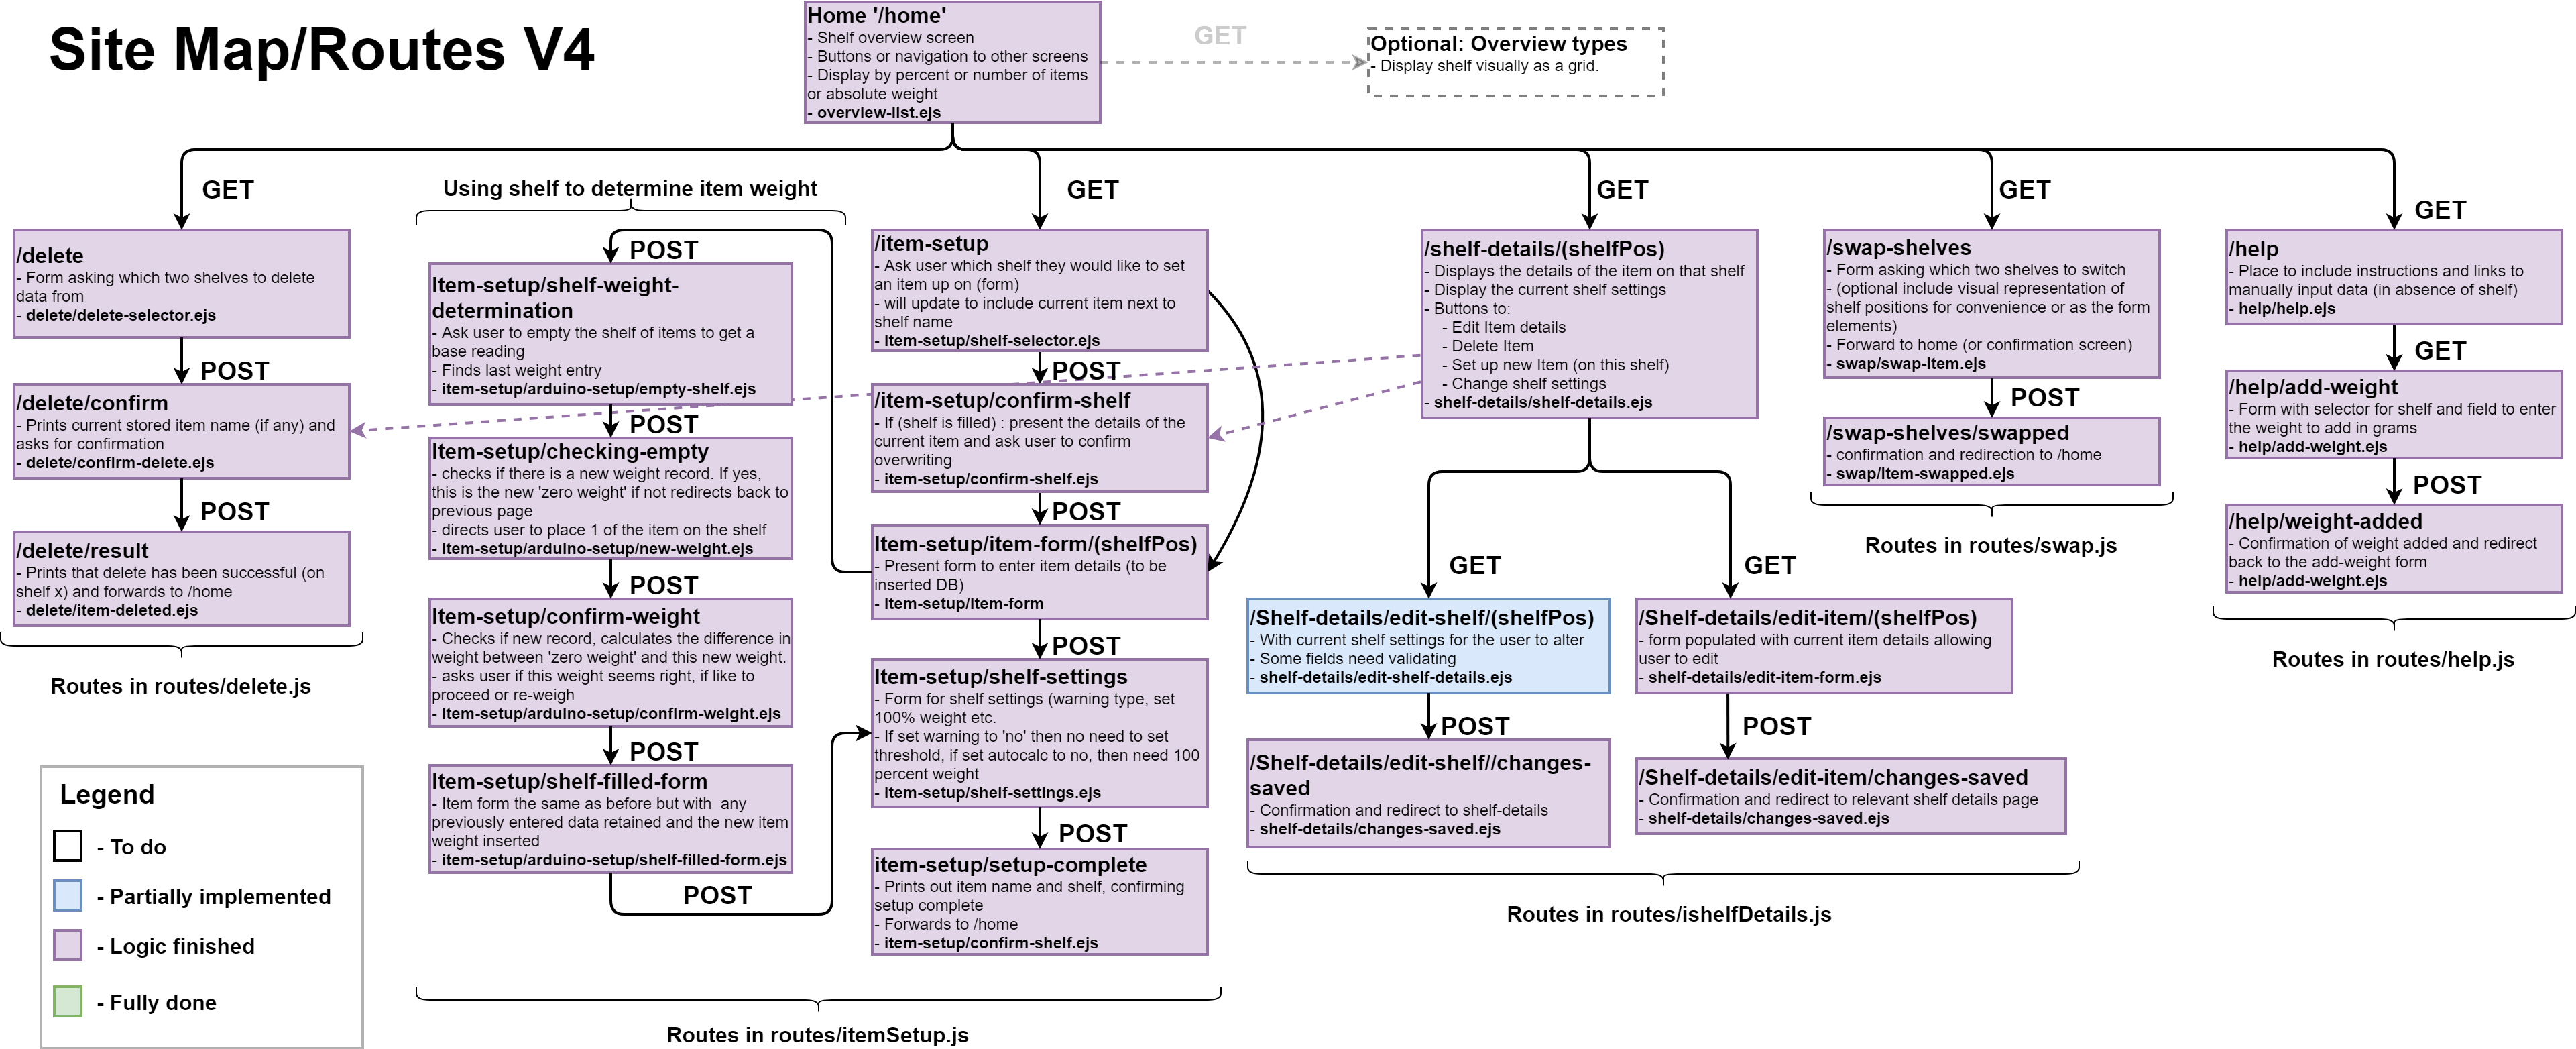 Site Map/Routes V4
Home '/home'
- Shelf overview screen
- Buttons or navigation to other screens
- Display by percent or number of items
or absolute weight
- overview-list.ejs
GET
Optional: Overview types
- Display shelf visually as a grid.
GET
/delete
- Form asking which two shelves to delete
data from
- delete/delete-selector.ejs
POST
/delete/confirm
- Prints current stored item name (if any) and
asks for confirmation
- delete/confirm-delete.ejs
POST
/delete/result
- Prints that delete has been successful (on
shelf x) and forwards to /home
- delete/item-deleted.ejs
Routes in routes/delete.js
Using shelf to determine item weight
POST
Item-setup/shelf-weight-
determination
- Ask user to empty the shelf of items to get a
base reading
- Finds last weight entry
- item-setup/arduino-setup/empty-shelf.ejs
POST
Item-setup/checking-empty
- checks if there is a new weight record. If yes,
this is the new 'zero weight' if not redirects back to
previous page
- directs user to place 1 of the item on the shelf
- item-setup/arduino-setup/new-weight.ejs
POST
Item-setup/confirm-weight
- Checks if new record, calculates the difference in
weight between 'zero weight' and this new weight.
- asks user if this weight seems right, if like to
proceed or re-weigh
- item-setup/arduino-setup/confirm-weight.ejs
POST
Item-setup/shelf-filled-form
- Item form the same as before but with  any
previously entered data retained and the new item
weight inserted
- item-setup/arduino-setup/shelf-filled-form.ejs
POST
GET
/item-setup
- Ask user which shelf they would like to set
an item up on (form)
- will update to include current item next to
shelf name
- item-setup/shelf-selector.ejs
POST
/item-setup/confirm-shelf
- If (shelf is filled) : present the details of the
current item and ask user to confirm
overwriting
- item-setup/confirm-shelf.ejs
POST
Item-setup/item-form/(shelfPos)
- Present form to enter item details (to be
inserted DB)
- item-setup/item-form
POST
Item-setup/shelf-settings
- Form for shelf settings (warning type, set
100% weight etc.
- If set warning to 'no' then no need to set
threshold, if set autocalc to no, then need 100
percent weight
- item-setup/shelf-settings.ejs
POST
item-setup/setup-complete
- Prints out item name and shelf, confirming
setup complete
- Forwards to /home
- item-setup/confirm-shelf.ejs
Routes in routes/itemSetup.js
GET
/shelf-details/(shelfPos)
- Displays the details of the item on that shelf
- Display the current shelf settings
- Buttons to:
- Edit Item details
- Delete Item
- Set up new Item (on this shelf)
- Change shelf settings
- shelf-details/shelf-details.ejs
GET
/Shelf-details/edit-shelf/(shelfPos)
- With current shelf settings for the user to alter
- Some fields need validating
- shelf-details/edit-shelf-details.ejs
POST
/Shelf-details/edit-shelf//changes-
saved
- Confirmation and redirect to shelf-details
- shelf-details/changes-saved.ejs
GET
/Shelf-details/edit-item/(shelfPos)
- form populated with current item details allowing
user to edit
- shelf-details/edit-item-form.ejs
POST
/Shelf-details/edit-item/changes-saved
- Confirmation and redirect to relevant shelf details page
- shelf-details/changes-saved.ejs
Routes in routes/ishelfDetails.js
GET
/swap-shelves
- Form asking which two shelves to switch
- (optional include visual representation of
shelf positions for convenience or as the form
elements)
- Forward to home (or confirmation screen)
- swap/swap-item.ejs
POST
/swap-shelves/swapped
- confirmation and redirection to /home
- swap/item-swapped.ejs
Routes in routes/swap.js
GET
/help
- Place to include instructions and links to
manually input data (in absence of shelf)
- help/help.ejs
GET
/help/add-weight
- Form with selector for shelf and field to enter
the weight to add in grams
- help/add-weight.ejs
POST
/help/weight-added
- Confirmation of weight added and redirect
back to the add-weight form
- help/add-weight.ejs
Routes in routes/help.js
Legend
- To do
- Partially implemented
- Logic finished
- Fully done